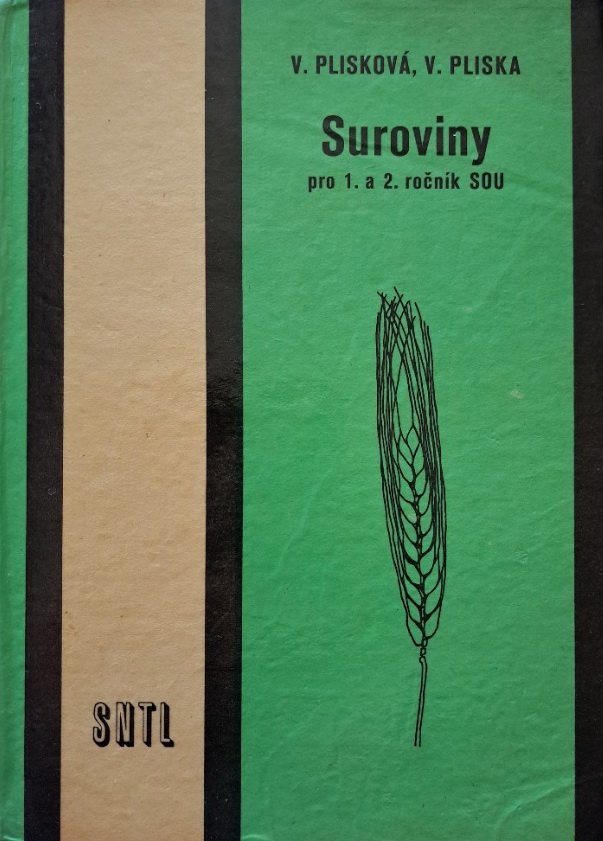 V. PLISKOVÁ, V. PLISKA
Suroviny
pro 1. a 2. ročník SOU
SNTL